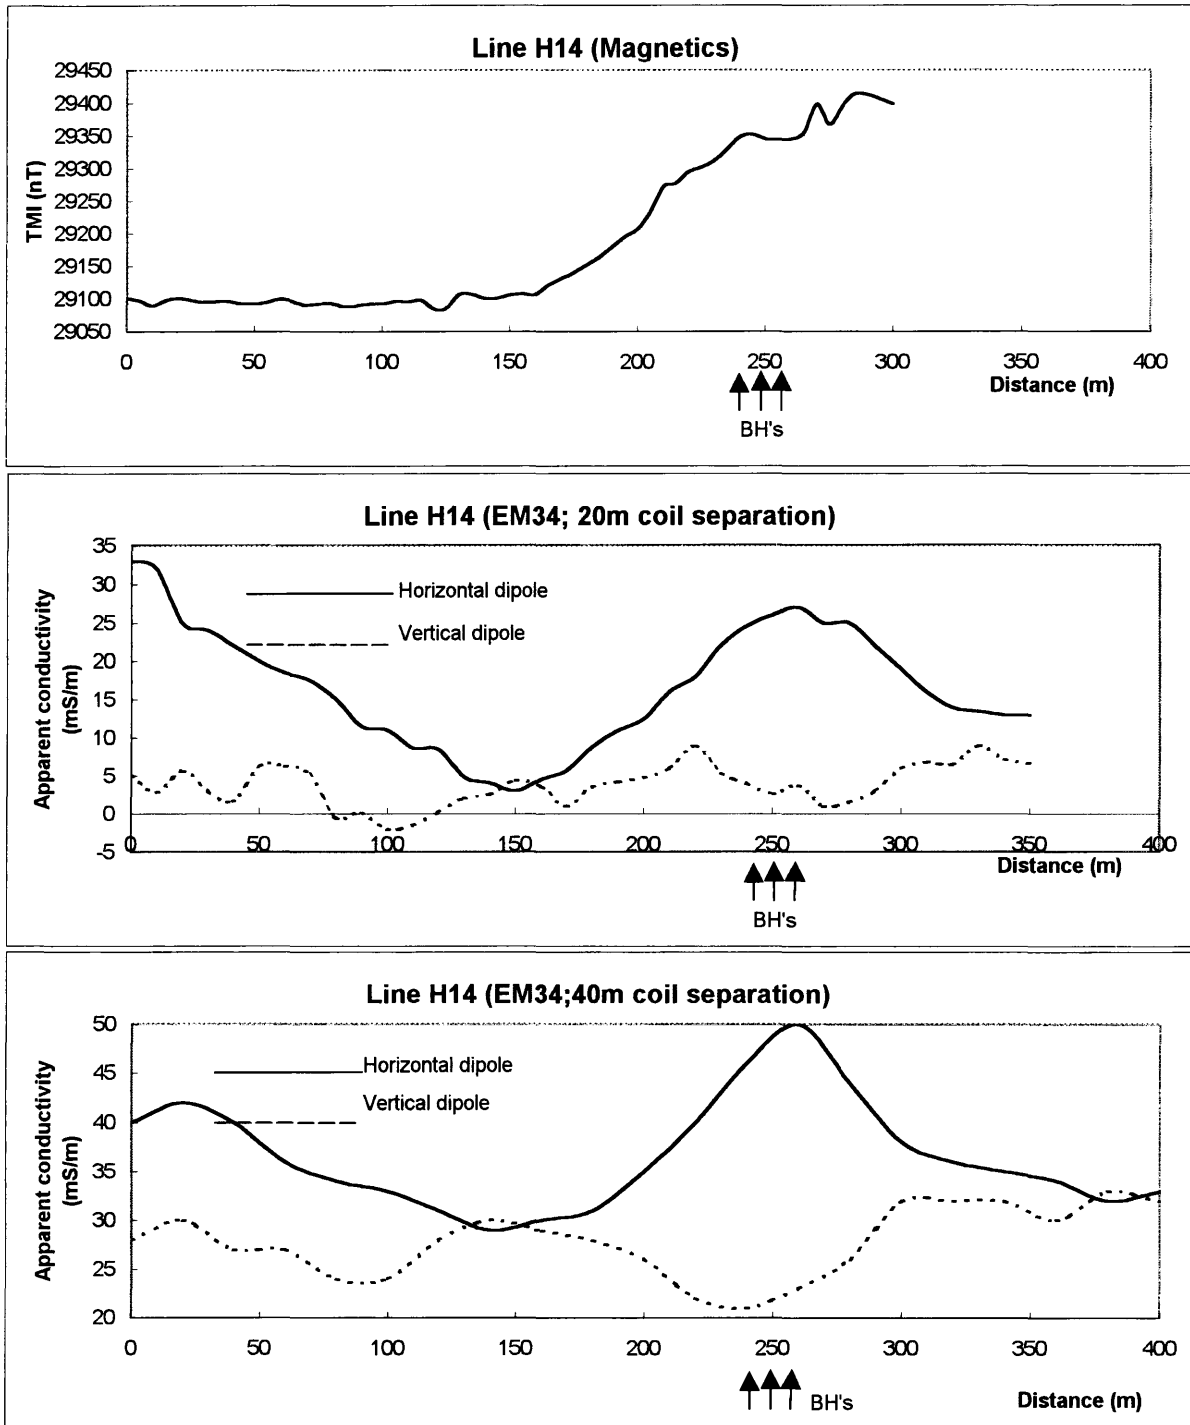 Line H14 (Magnetics)
TMI (nT)
29450
29400
29350
29300
29250
29200
29150
29100
29050
0 50 100 150 200 250 300 350 400
Distance (m)
BH's
Line H14 (EM34; 20m coil separation)
Apparent conductivity
(mS/m)
35
30
25
20
15
10
5
0
-5
Horizontal dipole
Vertical dipole
0 50 100 150 200 250 300 350 400
Distance (m)
BH's
Line H14 (EM34;40m coil separation)
Apparent conductivity
(mS/m)
50
45
40
35
30
25
20
Horizontal dipole
Vertical dipole
0 50 100 150 200 250 300 350 400
BH's
Distance (m)